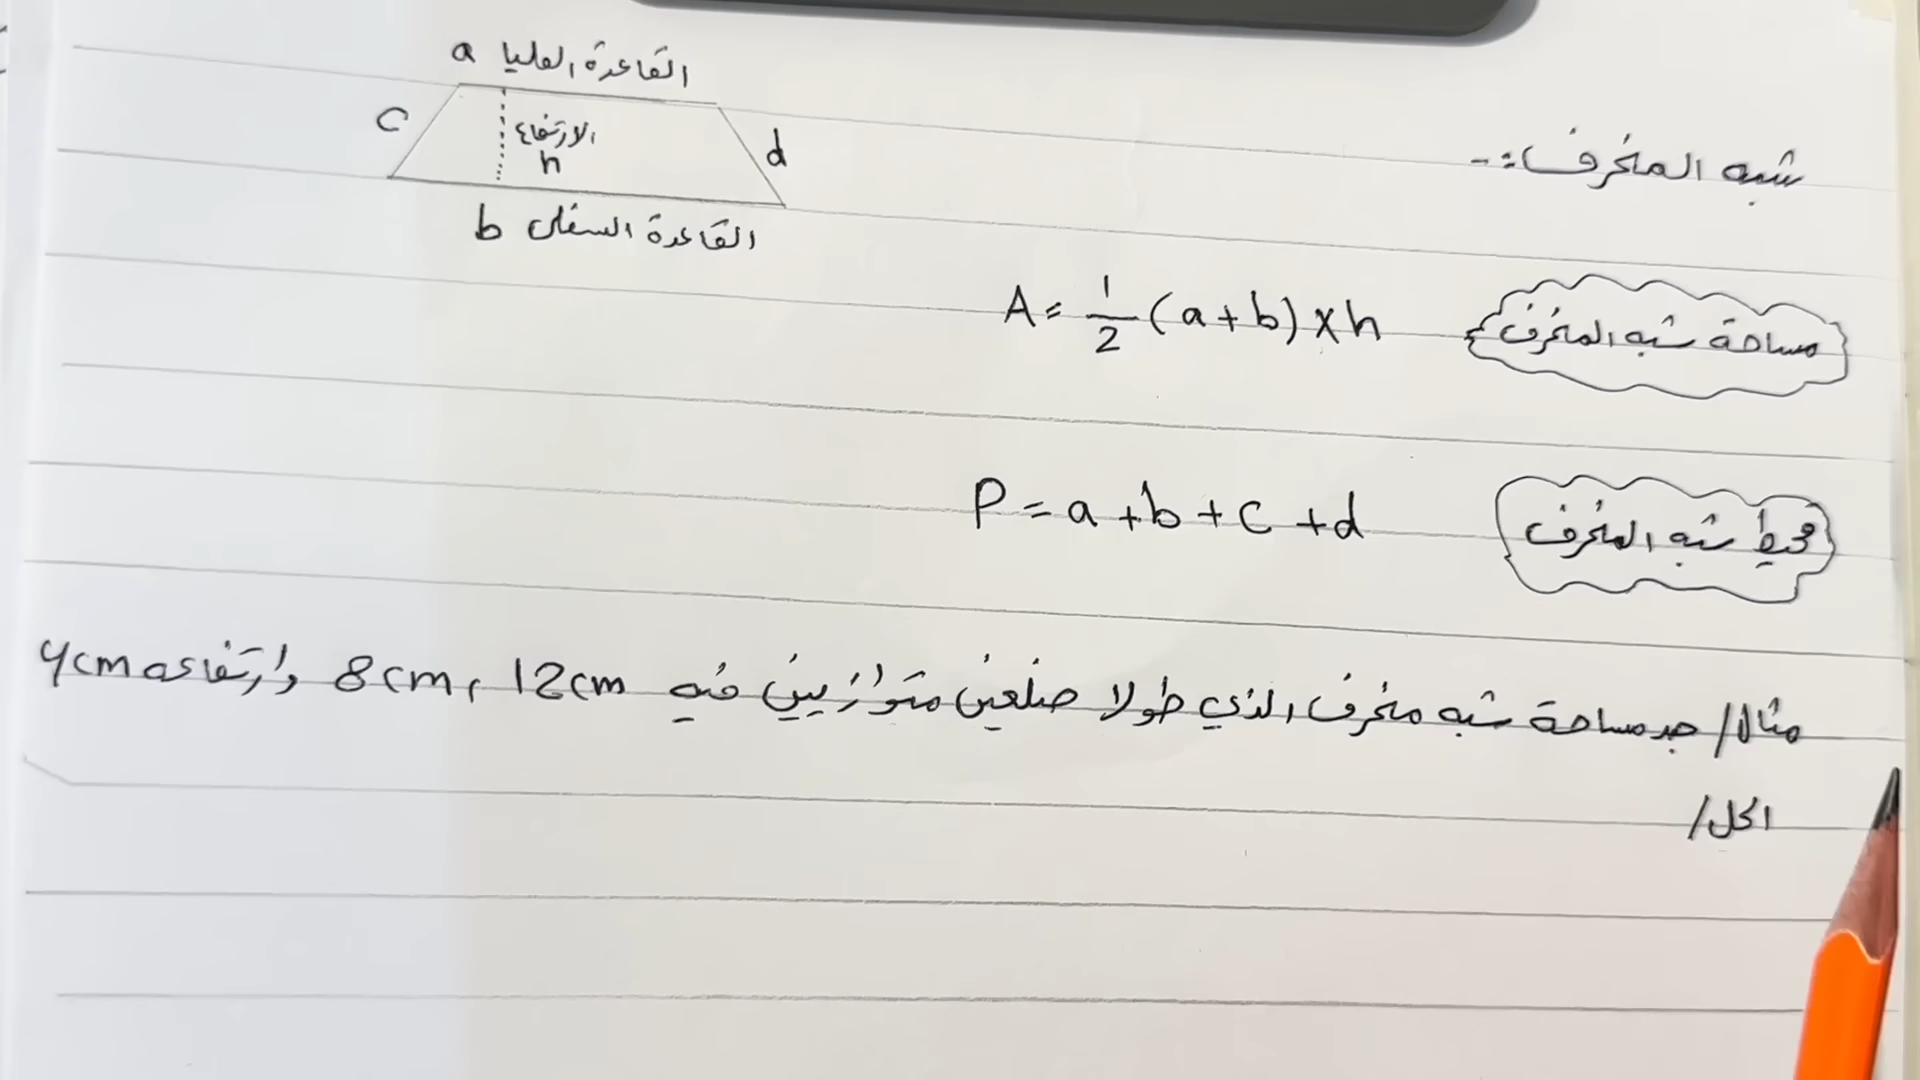 a القاعدة العليا
c
الارتفاع
h
d
b القاعدة السفلى
شبه المنحرف :-
مساحة شبه المنحرف
A = 1/2 (a+b) × h
محيط شبه المنحرف
P = a + b + c + d
مثال/ جد مساحة شبه منحرف الذي طولا ضلعين متوازيين فيه 12cm ، 8cm وارتفاعه 4cm
الحل/